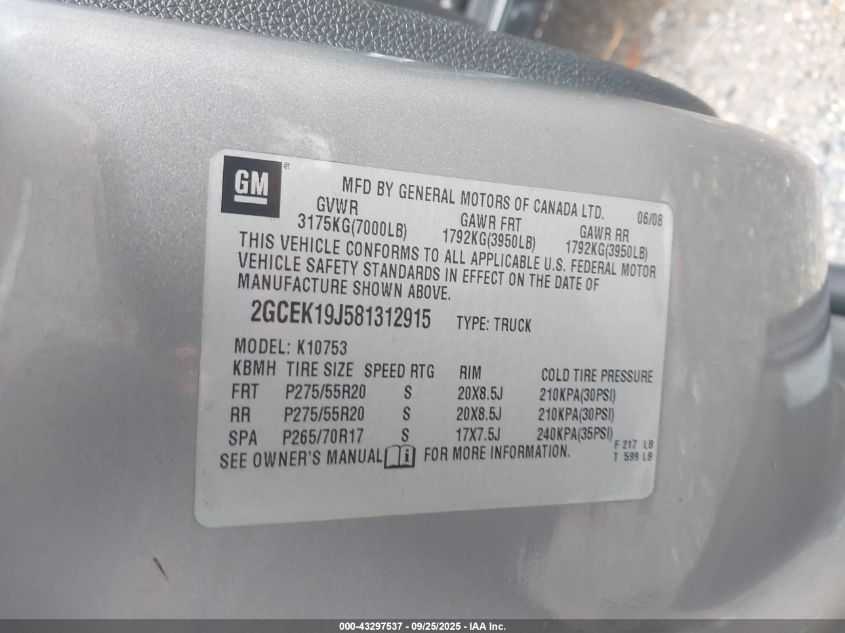 GM®
MFD BY GENERAL MOTORS OF CANADA LTD. 06/08
GVWR GAWR FRT GAWR RR
3175KG(7000LB) 1792KG(3950LB) 1792KG(3950LB)
THIS VEHICLE CONFORMS TO ALL APPLICABLE U.S. FEDERAL MOTOR
VEHICLE SAFETY STANDARDS IN EFFECT ON THE DATE OF
MANUFACTURE SHOWN ABOVE.
2GCEK19J581312915 TYPE: TRUCK
MODEL: K10753
KBMH TIRE SIZE SPEED RTG RIM COLD TIRE PRESSURE
FRT P275/55R20 S 20X8.5J 210KPA(30PSI)
RR P275/55R20 S 20X8.5J 210KPA(30PSI)
SPA P265/70R17 S 17X7.5J 240KPA(35PSI)
F 217 LB
T 599 LB
SEE OWNER'S MANUAL i FOR MORE INFORMATION.
000-43297537 - 09/25/2025 - IAA Inc.